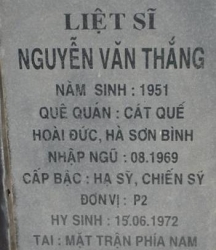 LIỆT SĨ
NGUYỄN VĂN THẮNG
NĂM SINH : 1951
QUÊ QUÁN : CÁT QUẾ
HOÀI ĐỨC, HÀ SƠN BÌNH
NHẬP NGŨ : 08.1969
CẤP BẬC : HẠ SỸ, CHIẾN SỸ
ĐƠN VỊ : P2
HY SINH : 15.06.1972
TẠI : MẶT TRẬN PHÍA NAM